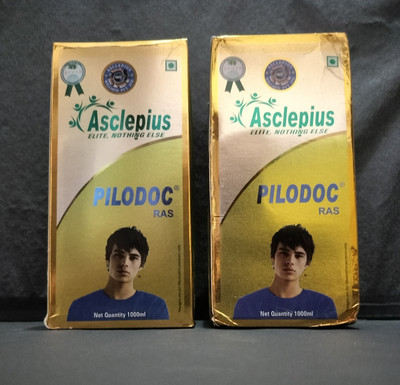 Asclepius
ELITE, NOTHING ELSE
PILODOC®
RAS
Net Quantity 1000ml
Asclepius
ELITE, NOTHING ELSE
PILODOC®
RAS
Net Quantity 1000ml